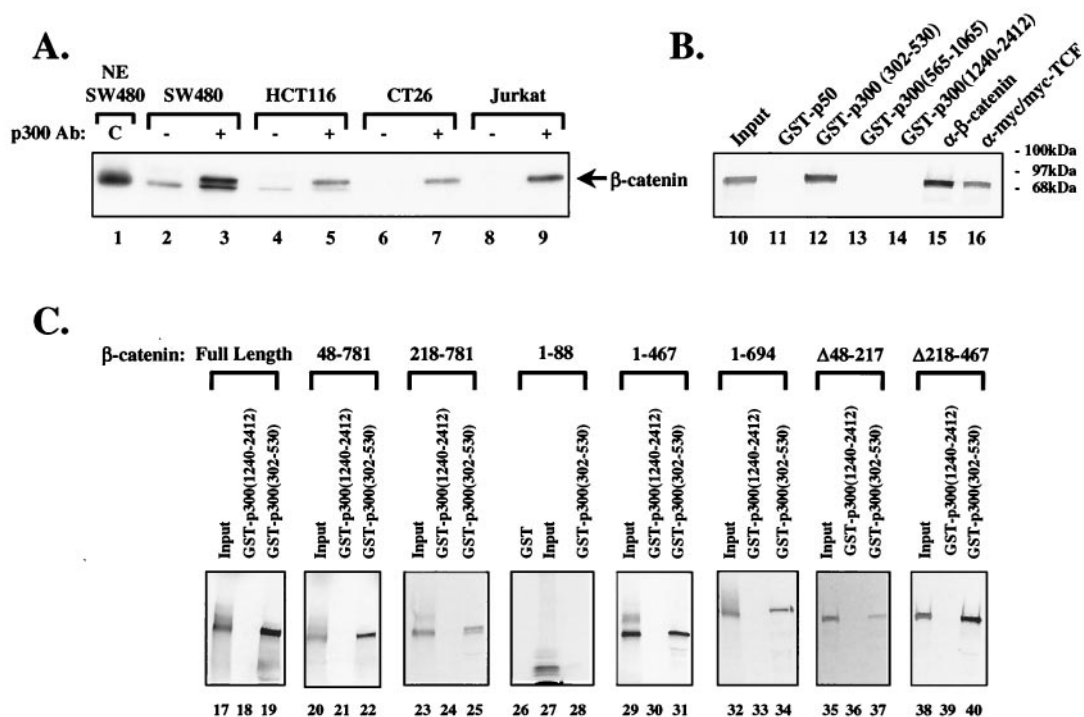 A.
NE
SW480 SW480 HCT116 CT26 Jurkat
p300 Ab: C - + - + - + - +
β-catenin
1 2 3 4 5 6 7 8 9
B.
Input GST-p50 GST-p300 (302-530) GST-p300(565-1065) GST-p300(1240-2412) α-β-catenin α-myc/myc-TCF
- 100kDa
- 97kDa
- 68kDa
10 11 12 13 14 15 16
C.
β-catenin: Full Length 48-781 218-781 1-88 1-467 1-694 Δ48-217 Δ218-467
Input GST-p300(1240-2412) GST-p300(302-530) Input GST-p300(1240-2412) GST-p300(302-530) Input GST-p300(1240-2412) GST-p300(302-530) GST Input GST-p300(302-530) Input GST-p300(1240-2412) GST-p300(302-530) Input GST-p300(1240-2412) GST-p300(302-530) Input GST-p300(1240-2412) GST-p300(302-530) Input GST-p300(1240-2412) GST-p300(302-530)
17 18 19 20 21 22 23 24 25 26 27 28 29 30 31 32 33 34 35 36 37 38 39 40